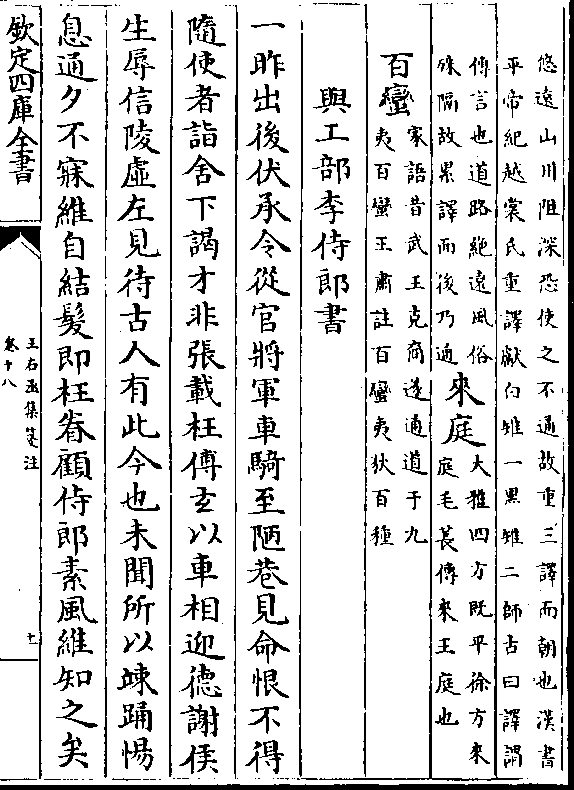 悠遠山川阻深恐使之不通故重三譯而朝也漢書
平帝紀越裳氏重譯獻白雉一黑雉二師古曰譯謂
傳言也道路絶遠風俗
殊隔故累譯而後乃通
來庭
大雅四方既平徐方來
庭毛萇傳來王庭也
百蠻
家語昔武王克商遂通道于九
夷百蠻王肅註百蠻夷狄百種
與工部李侍郎書
一昨出後伏承令從官將軍車騎至陋巷見命恨不得
隨使者詣舍下謁才非張載枉傅玄以車相迎德謝侯
生辱信陵虛左見待古人有此今也未聞所以竦踊惕
息通夕不寐維自結髮即枉眷顧侍郎素風維知之矣
欽定四庫全書
王右丞集箋注
卷十八
十